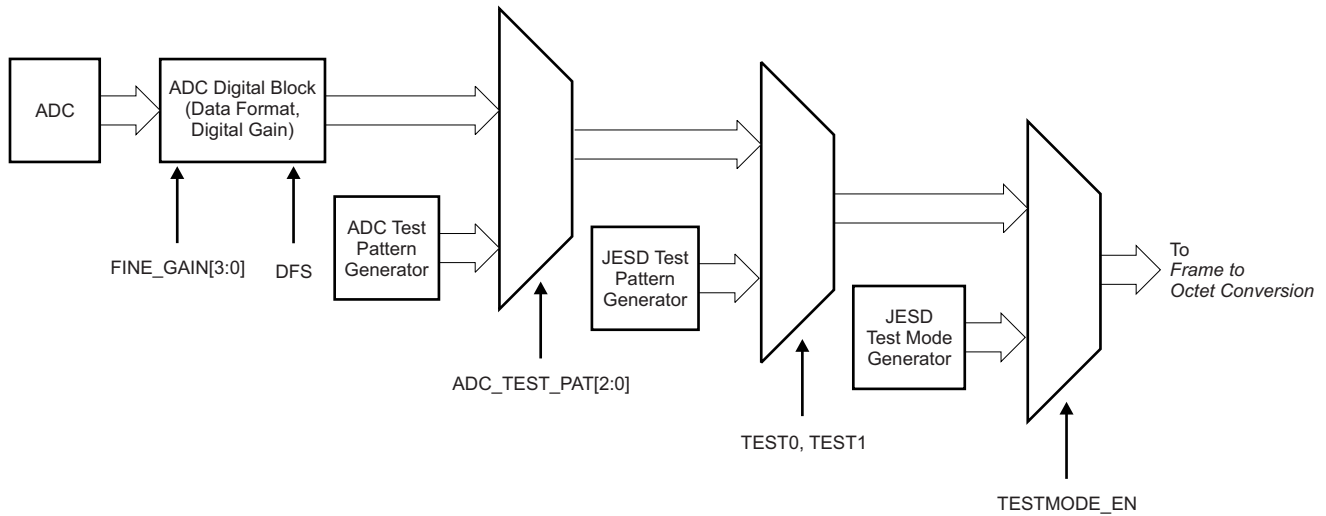 ADC
ADC Digital Block
(Data Format,
Digital Gain)
FINE_GAIN[3:0]
DFS
ADC Test
Pattern
Generator
ADC_TEST_PAT[2:0]
JESD Test
Pattern
Generator
TEST0, TEST1
JESD
Test Mode
Generator
TESTMODE_EN
To
Frame to
Octet Conversion